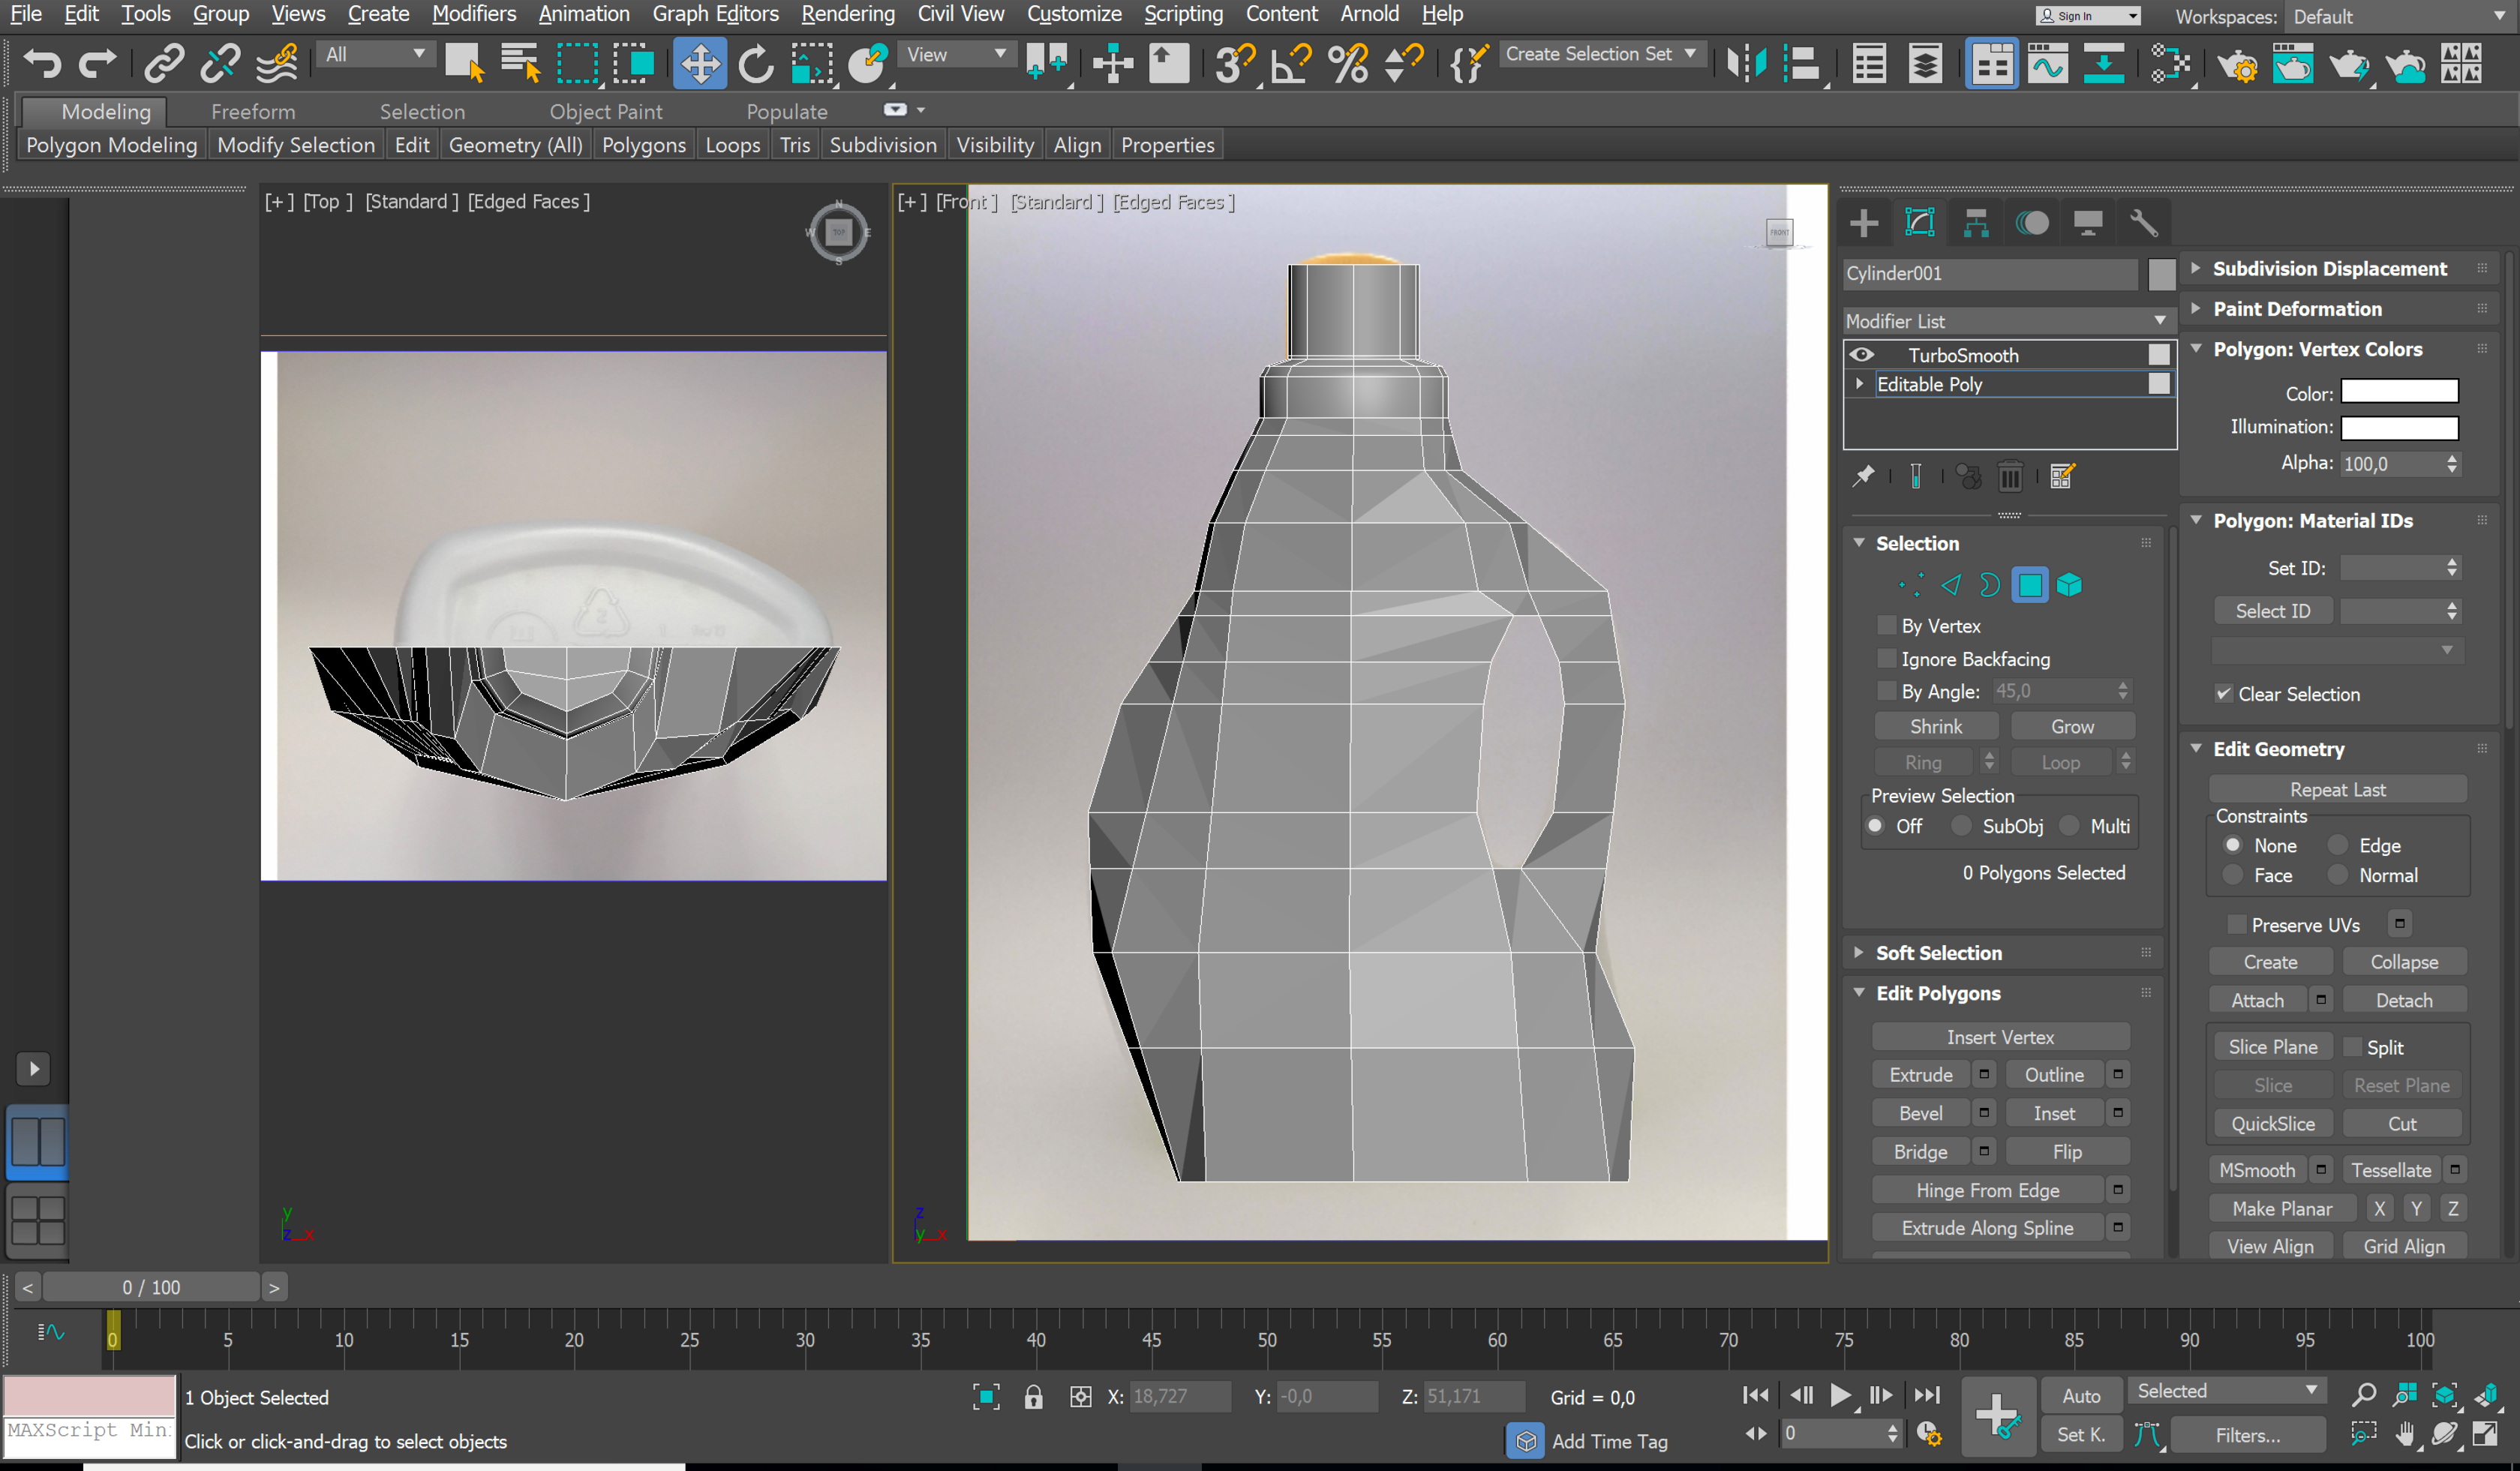 File Edit Tools Group Views Create Modifiers Animation Graph Editors Rendering Civil View Customize Scripting Content Arnold Help
Sign In
Workspaces: Default
All
View
Create Selection Set
Modeling Freeform Selection Object Paint Populate
Polygon Modeling Modify Selection Edit Geometry (All) Polygons Loops Tris Subdivision Visibility Align Properties
[+] [Top ] [Standard ] [Edged Faces ]
N
W TOP E
S
[+] [Front ] [Standard ] [Edged Faces ]
FRONT
y
z x
z
y x
Cylinder001
Modifier List
TurboSmooth
Editable Poly
Selection
By Vertex
Ignore Backfacing
By Angle: 45,0
Shrink Grow
Ring Loop
Preview Selection
Off SubObj Multi
0 Polygons Selected
Soft Selection
Edit Polygons
Insert Vertex
Extrude Outline
Bevel Inset
Bridge Flip
Hinge From Edge
Extrude Along Spline
Subdivision Displacement
Paint Deformation
Polygon: Vertex Colors
Color:
Illumination:
Alpha: 100,0
Polygon: Material IDs
Set ID:
Select ID
Clear Selection
Edit Geometry
Repeat Last
Constraints
None Edge
Face Normal
Preserve UVs
Create Collapse
Attach Detach
Slice Plane Split
Slice Reset Plane
QuickSlice Cut
MSmooth Tessellate
Make Planar X Y Z
View Align Grid Align
< 0 / 100 >
0 5 10 15 20 25 30 35 40 45 50 55 60 65 70 75 80 85 90 95 100
1 Object Selected
X: 18,727 Y: -0,0 Z: 51,171 Grid = 0,0
Auto Selected
MAXScript Min
Click or click-and-drag to select objects
Add Time Tag
0
Set K. Filters...